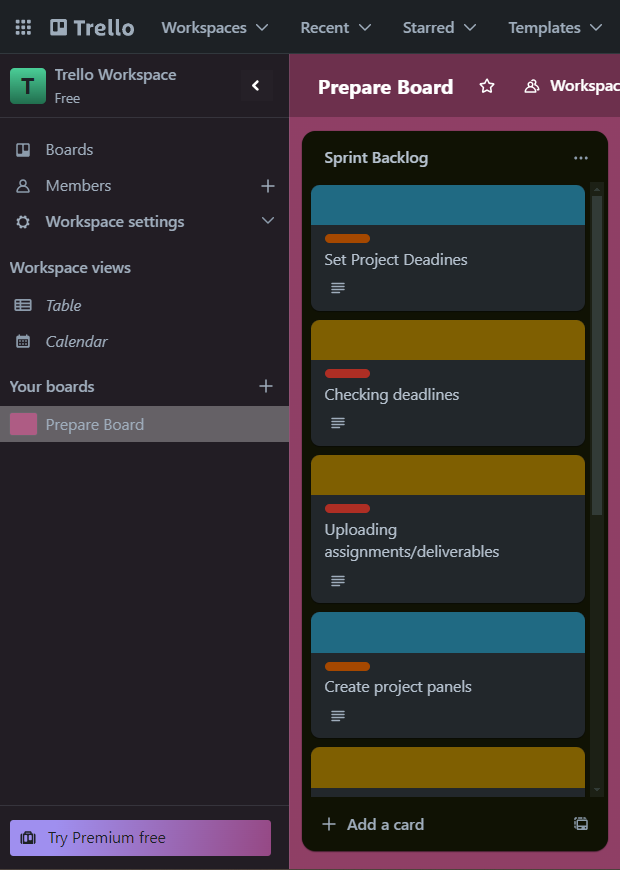 Trello
Workspaces
Recent
Starred
Templates
T
Trello Workspace
Free
Boards
Members
Workspace settings
Workspace views
Table
Calendar
Your boards
Prepare Board
Try Premium free
Prepare Board
Workspac
Sprint Backlog
Set Project Deadines
Checking deadlines
Uploading
assignments/deliverables
Create project panels
Add a card